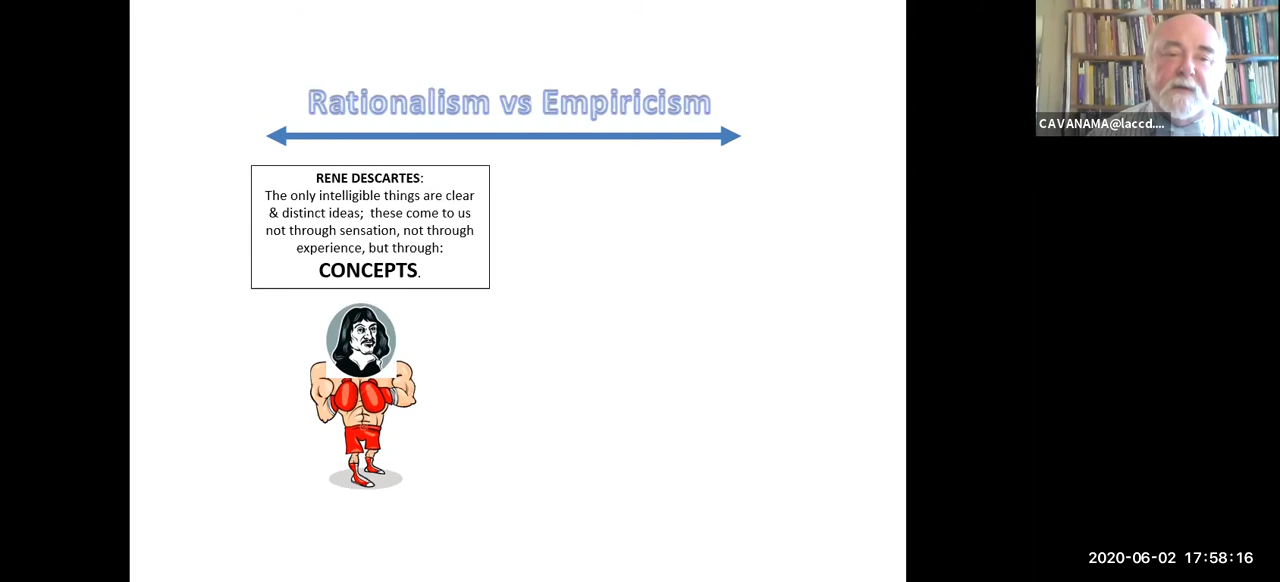 Rationalism vs Empiricism
RENE DESCARTES:
The only intelligible things are clear
& distinct ideas;  these come to us
not through sensation, not through
experience, but through:
CONCEPTS.
CAVANAMA@laccd....
2020-06-02 17:58:16